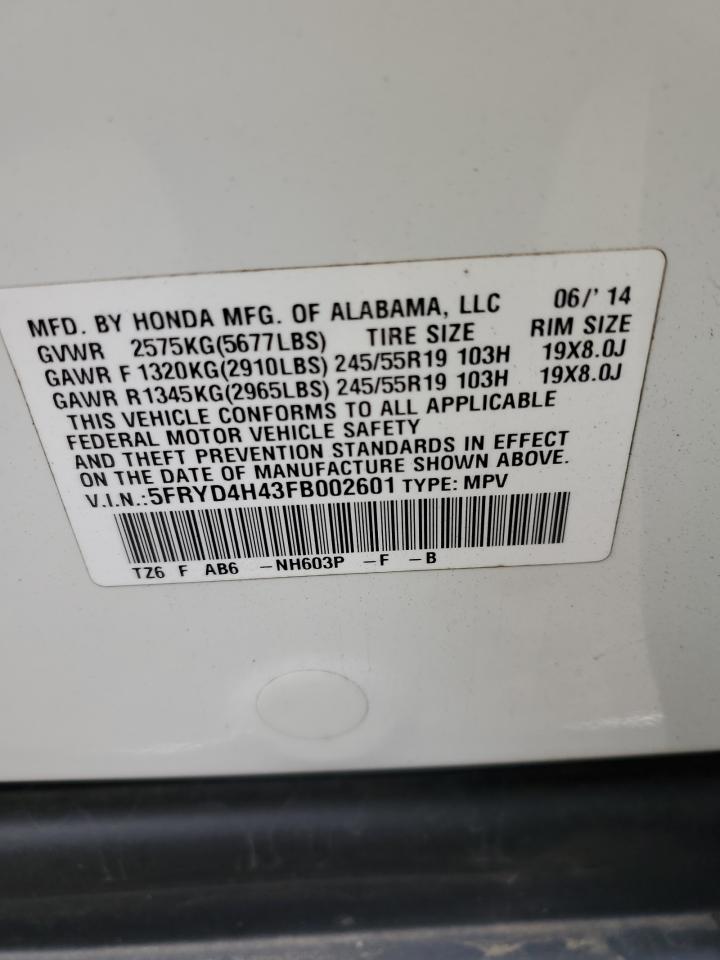 MFD. BY HONDA MFG. OF ALABAMA, LLC 06/'14
GVWR 2575KG(5677LBS) TIRE SIZE RIM SIZE
GAWR F 1320KG(2910LBS) 245/55R19 103H 19X8.0J
GAWR R1345KG(2965LBS) 245/55R19 103H 19X8.0J
THIS VEHICLE CONFORMS TO ALL APPLICABLE
FEDERAL MOTOR VEHICLE SAFETY
AND THEFT PREVENTION STANDARDS IN EFFECT
ON THE DATE OF MANUFACTURE SHOWN ABOVE.
V.I.N.:5FRYD4H43FB002601 TYPE: MPV
TZ6 F AB6 -NH603P -F -B